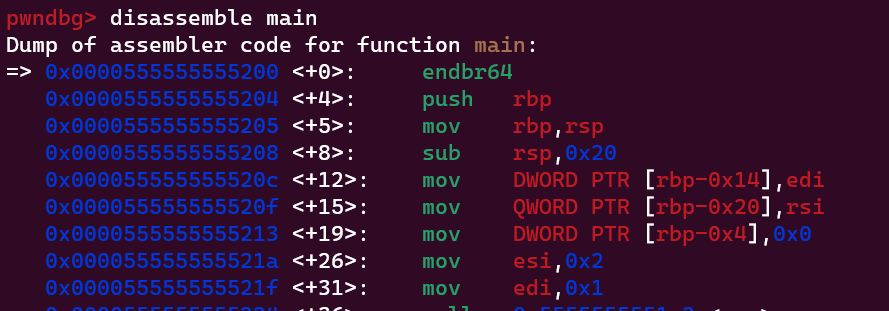 pwndbg> disassemble main
Dump of assembler code for function main:
=> 0x0000555555555200 <+0>: endbr64
0x0000555555555204 <+4>: push rbp
0x0000555555555205 <+5>: mov rbp,rsp
0x0000555555555208 <+8>: sub rsp,0x20
0x000055555555520c <+12>: mov DWORD PTR [rbp-0x14],edi
0x000055555555520f <+15>: mov QWORD PTR [rbp-0x20],rsi
0x0000555555555213 <+19>: mov DWORD PTR [rbp-0x4],0x0
0x000055555555521a <+26>: mov esi,0x2
0x000055555555521f <+31>: mov edi,0x1